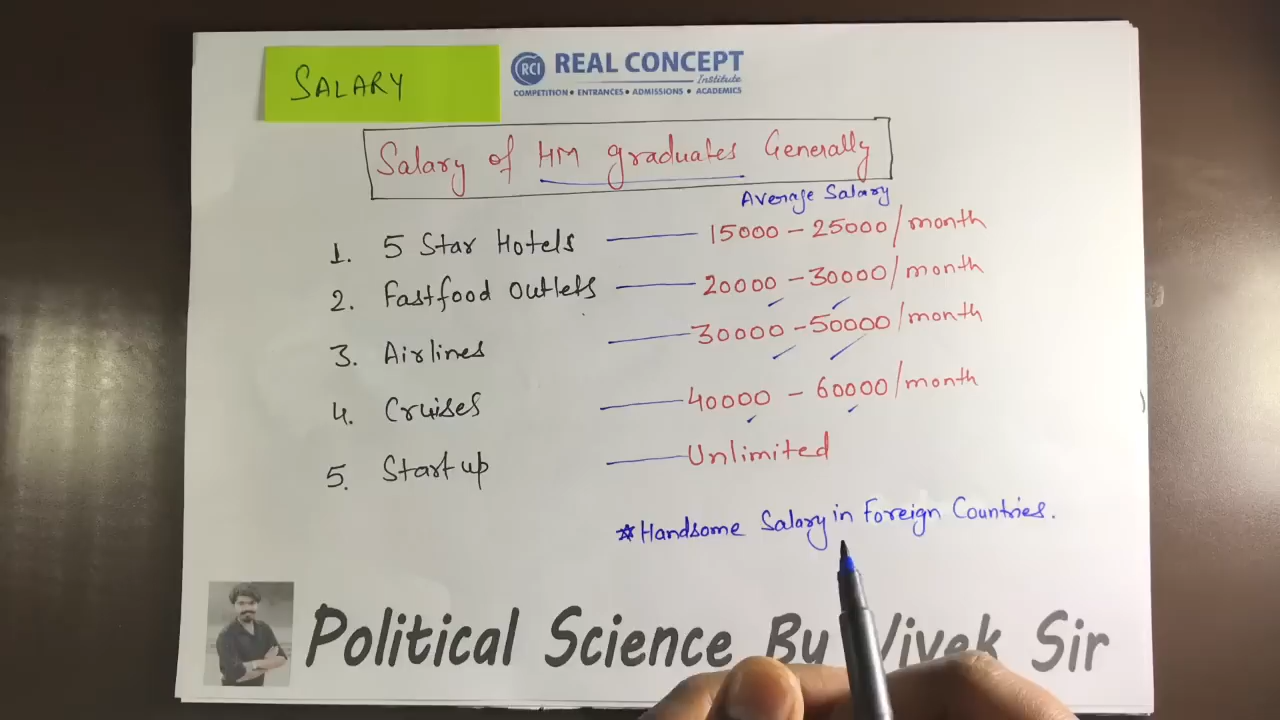 SALARY
RCI REAL CONCEPT
Institute
COMPETITION • ENTRANCES • ADMISSIONS • ACADEMICS
Salary of HM graduates Generally
Average Salary
1. 5 Star Hotels — 15000 - 25000/month
2. Fastfood outlets — 20000 - 30000/month
3. Airlines — 30000 - 50000/month
4. Cruises — 40000 - 60000/month
5. Start up — Unlimited
*Handsome Salary in Foreign Countries.
Political Science By Vivek Sir